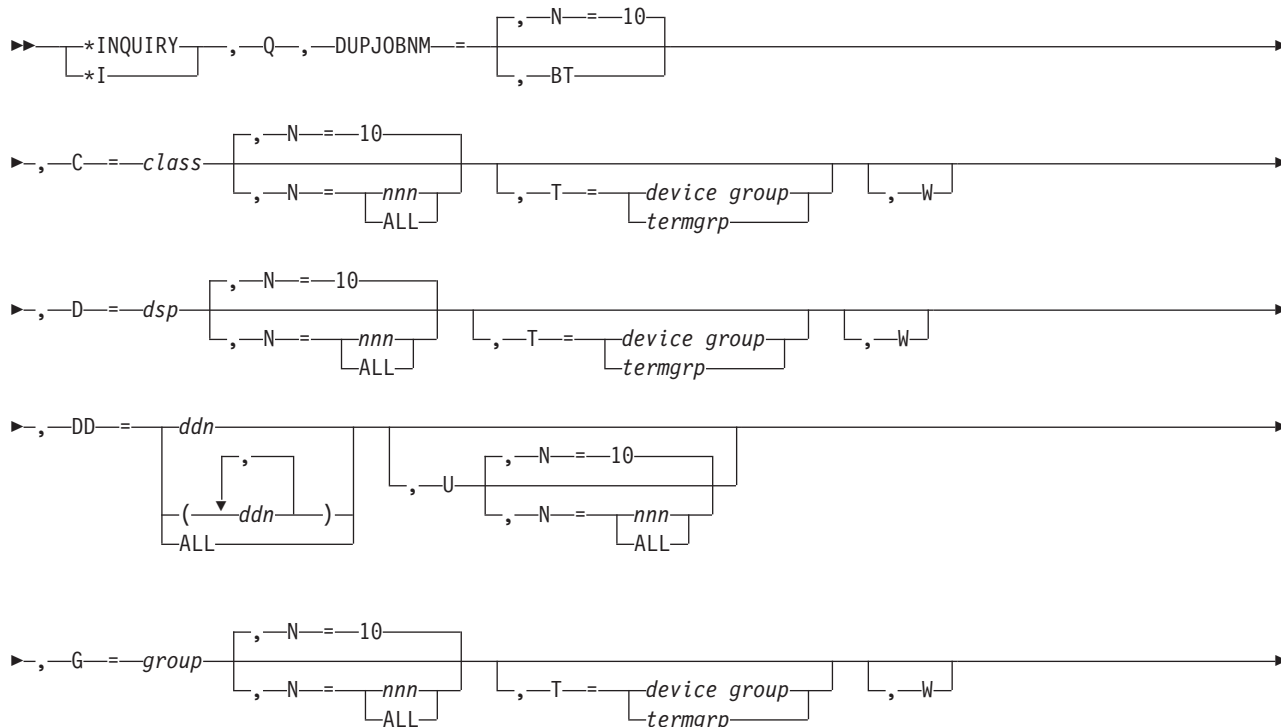 , N = 10
*INQUIRY , Q , DUPJOBNM =
*I , BT
, N = 10
, C = class
, N = nnn , T = device group , W
ALL termgrp
, N = 10
, D = dsp
, N = nnn , T = device group , W
ALL termgrp
, DD = ddn
, , N = 10
, U
( ddn ) , N = nnn
ALL ALL
, N = 10
, G = group
, N = nnn , T = device group , W
ALL termgrp